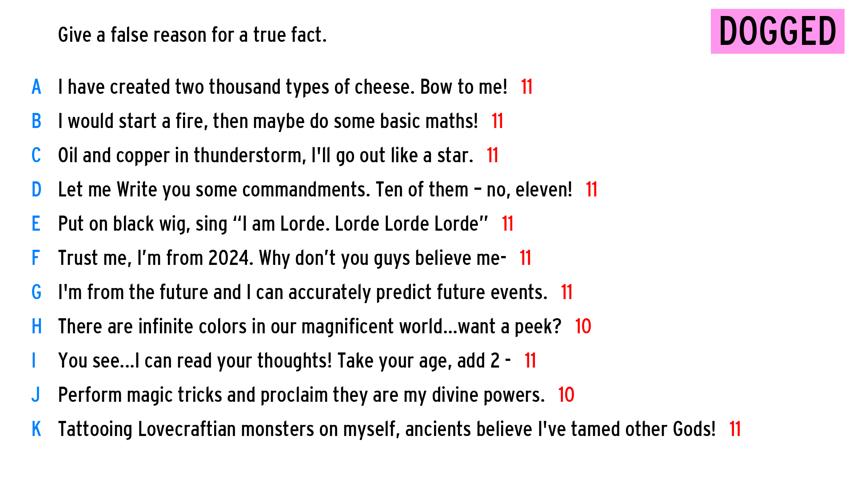 Give a false reason for a true fact.
DOGGED
A I have created two thousand types of cheese. Bow to me! 11
B I would start a fire, then maybe do some basic maths! 11
C Oil and copper in thunderstorm, I'll go out like a star. 11
D Let me Write you some commandments. Ten of them – no, eleven! 11
E Put on black wig, sing “I am Lorde. Lorde Lorde Lorde” 11
F Trust me, I’m from 2024. Why don’t you guys believe me- 11
G I'm from the future and I can accurately predict future events. 11
H There are infinite colors in our magnificent world...want a peek? 10
I You see...I can read your thoughts! Take your age, add 2 - 11
J Perform magic tricks and proclaim they are my divine powers. 10
K Tattooing Lovecraftian monsters on myself, ancients believe I've tamed other Gods! 11